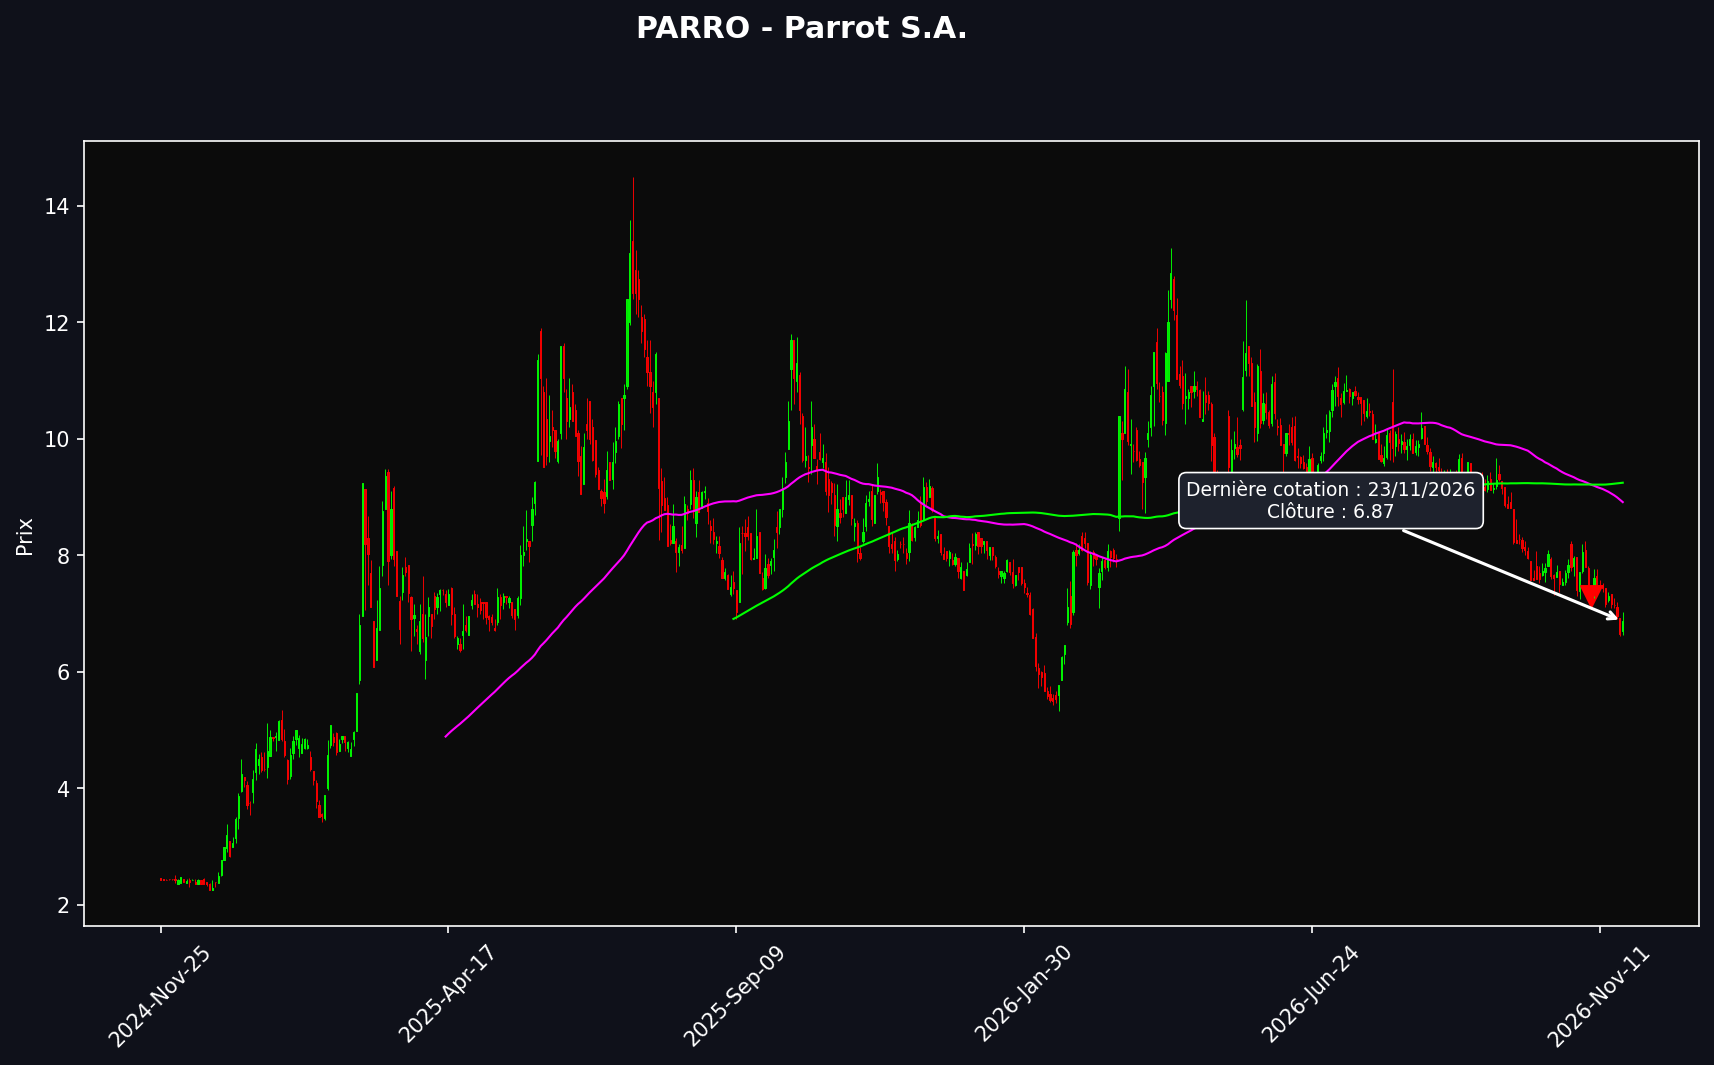 PARRO - Parrot S.A.
Prix
14
12
10
8
6
4
2
Dernière cotation : 23/11/2026
Clôture : 6.87
2024-Nov-25
2025-Apr-17
2025-Sep-09
2026-Jan-30
2026-Jun-24
2026-Nov-11